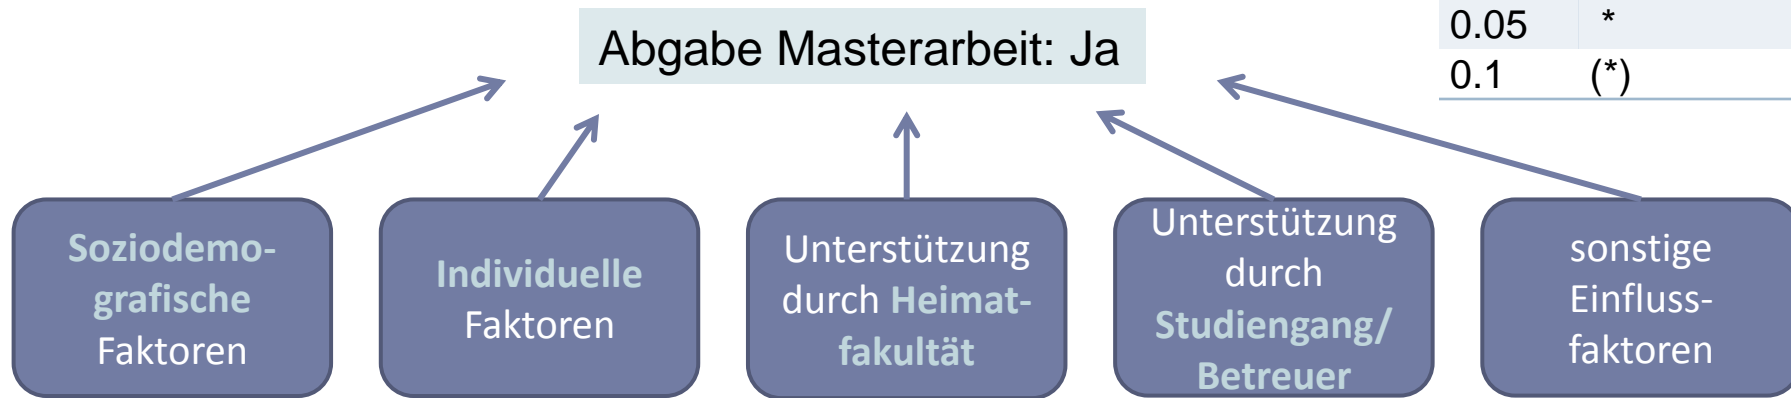 0.05 *
Abgabe Masterarbeit: Ja
0.1 (*)
Soziodemo-
grafische
Faktoren
Individuelle
Faktoren
Unterstützung
durch Heimat-
fakultät
Unterstützung
durch
Studiengang/
Betreuer
sonstige
Einfluss-
faktoren